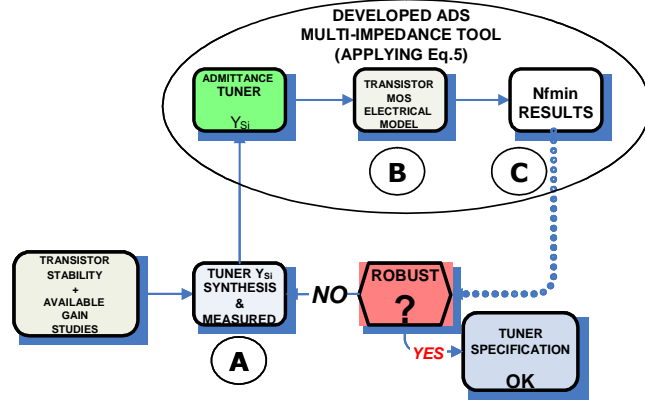 DEVELOPED ADS
MULTI-IMPEDANCE TOOL
(APPLYING Eq.5)
ADMITTANCE
TUNER
YSi
TRANSISTOR
MOS
ELECTRICAL
MODEL
Nfmin
RESULTS
B
C
TRANSISTOR
STABILITY
+
AVAILABLE
GAIN
STUDIES
TUNER YSi
SYNTHESIS
&
MEASURED
NO
ROBUST
?
A
YES
TUNER
SPECIFICATION
OK